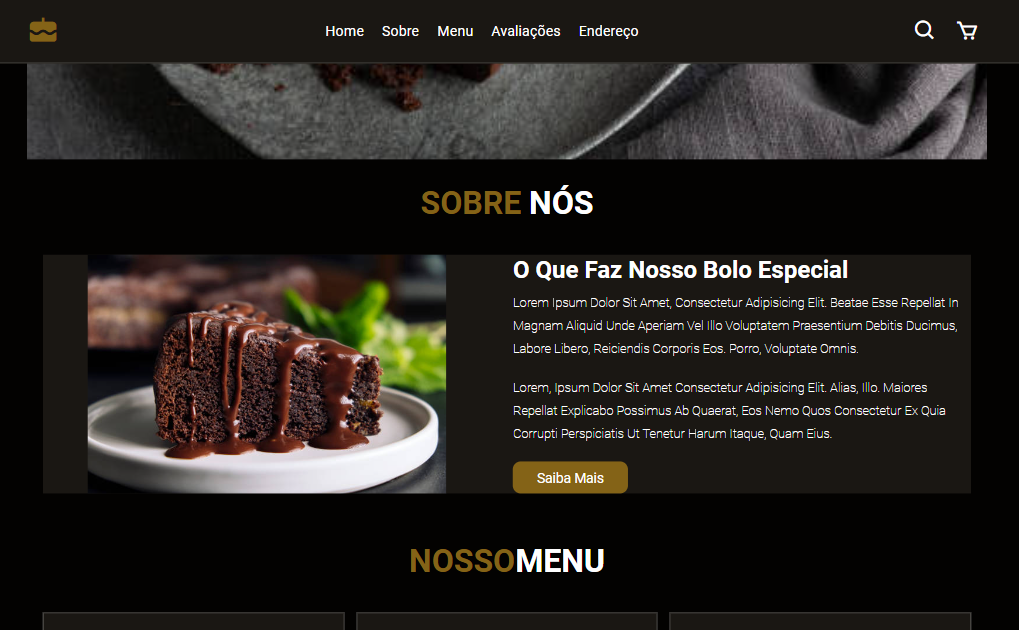 Home Sobre Menu Avaliações Endereço
SOBRE NÓS
O Que Faz Nosso Bolo Especial
Lorem Ipsum Dolor Sit Amet, Consectetur Adipisicing Elit. Beatae Esse Repellat In
Magnam Aliquid Unde Aperiam Vel Illo Voluptatem Praesentium Debitis Ducimus,
Labore Libero, Reiciendis Corporis Eos. Porro, Voluptate Omnis.
Lorem, Ipsum Dolor Sit Amet Consectetur Adipisicing Elit. Alias, Illo. Maiores
Repellat Explicabo Possimus Ab Quaerat, Eos Nemo Quos Consectetur Ex Quia
Corrupti Perspiciatis Ut Tenetur Harum Itaque, Quam Eius.
Saiba Mais
NOSSOMENU